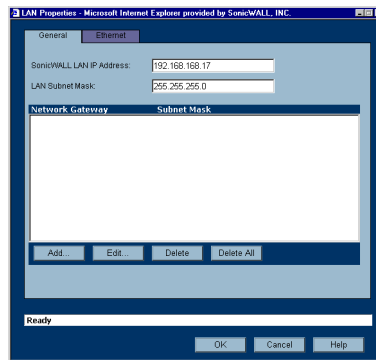 LAN Properties - Microsoft Internet Explorer provided by SonicWALL, INC.
General Ethernet
SonicWALL LAN IP Address: 192.168.168.17
LAN Subnet Mask: 255.255.255.0
Network Gateway Subnet Mask
Add... Edit... Delete Delete All
Ready
OK Cancel Help